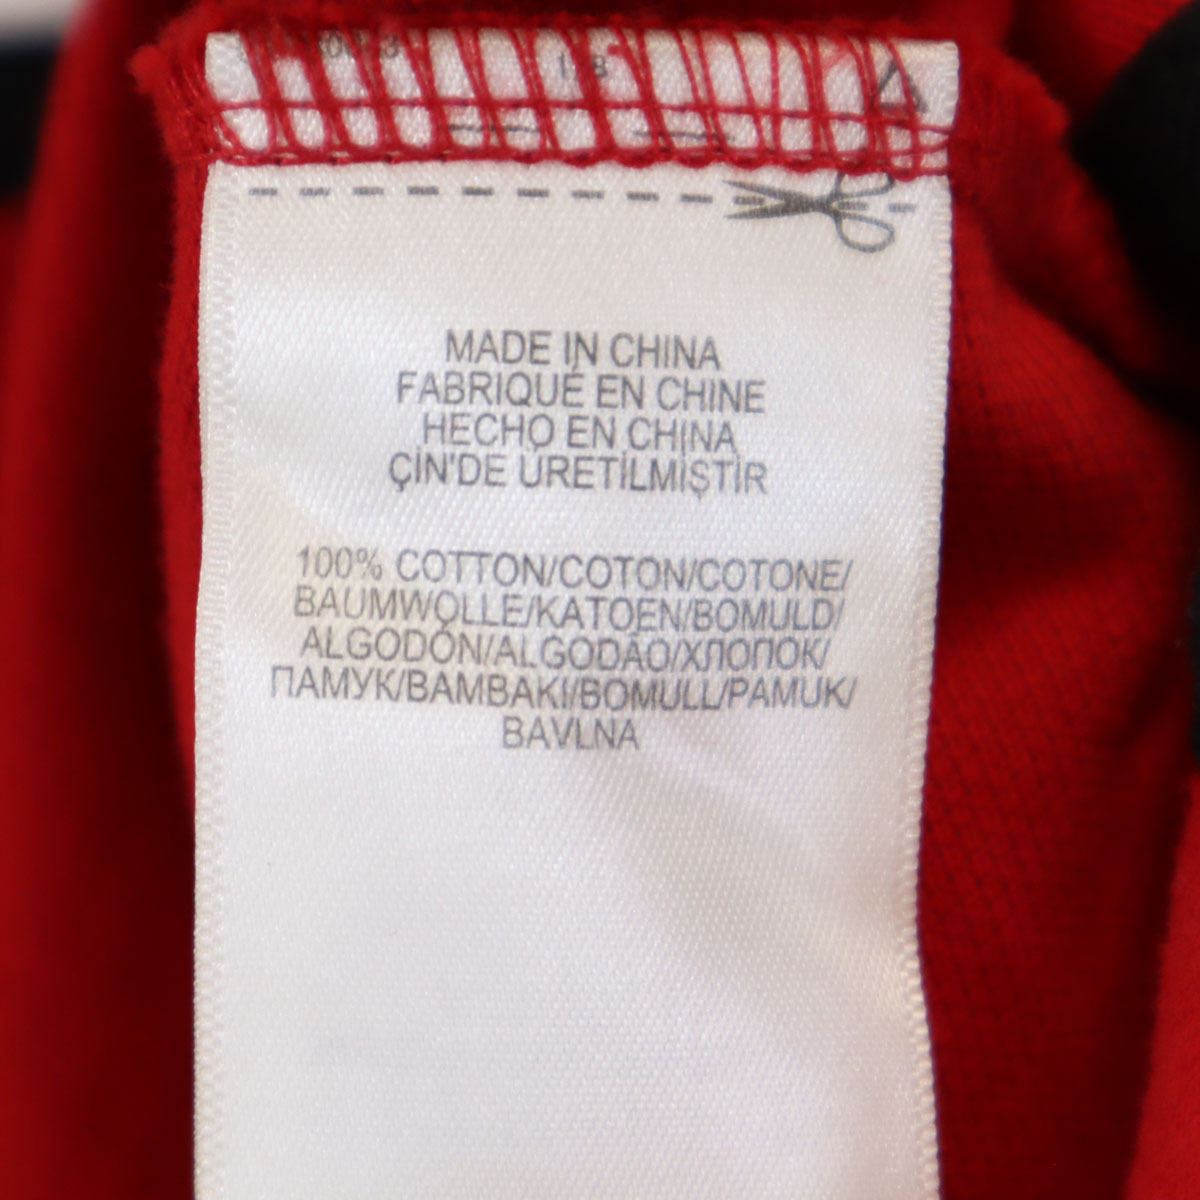 MADE IN CHINA
FABRIQUÉ EN CHINE
HECHO EN CHINA
ÇİN'DE ÜRETİLMİŞTİR
100% COTTON/COTON/COTONE/
BAUMWOLLE/KATOEN/BOMULD/
ALGODÓN/ALGODÃO/ХЛОПОК/
ПАМУК/BAMBAKI/BOMULL/PAMUK/
BAVLNA